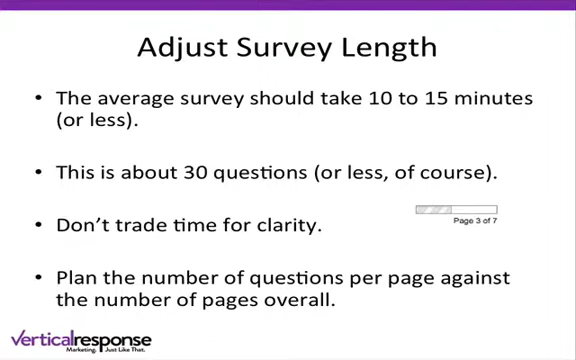 Adjust Survey Length
• The average survey should take 10 to 15 minutes
(or less).
• This is about 30 questions (or less, of course).
• Don't trade time for clarity.
Page 3 of 7
• Plan the number of questions per page against
the number of pages overall.
verticalresponse
Marketing. Just Like That.